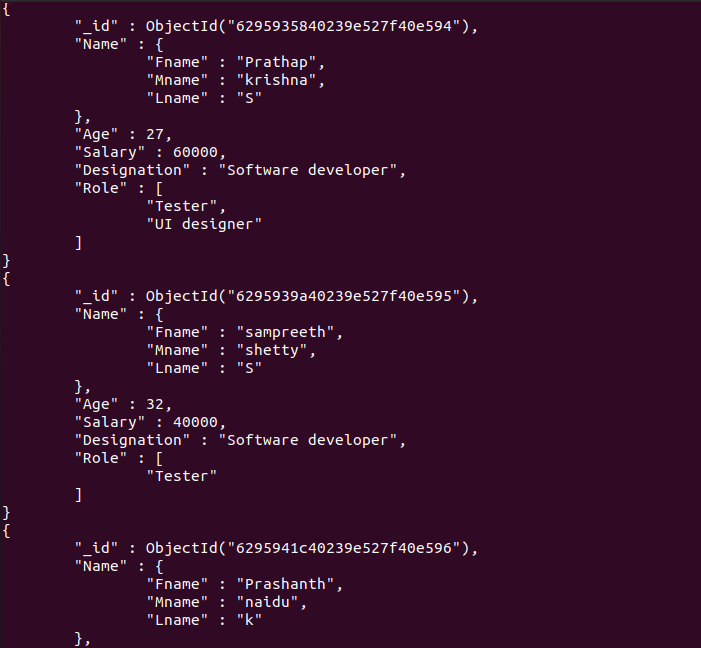 {
        "_id" : ObjectId("6295935840239e527f40e594"),
        "Name" : {
                "Fname" : "Prathap",
                "Mname" : "krishna",
                "Lname" : "S"
        },
        "Age" : 27,
        "Salary" : 60000,
        "Designation" : "Software developer",
        "Role" : [
                "Tester",
                "UI designer"
        ]
}
{
        "_id" : ObjectId("6295939a40239e527f40e595"),
        "Name" : {
                "Fname" : "sampreeth",
                "Mname" : "shetty",
                "Lname" : "S"
        },
        "Age" : 32,
        "Salary" : 40000,
        "Designation" : "Software developer",
        "Role" : [
                "Tester"
        ]
}
{
        "_id" : ObjectId("6295941c40239e527f40e596"),
        "Name" : {
                "Fname" : "Prashanth",
                "Mname" : "naidu",
                "Lname" : "k"
        },